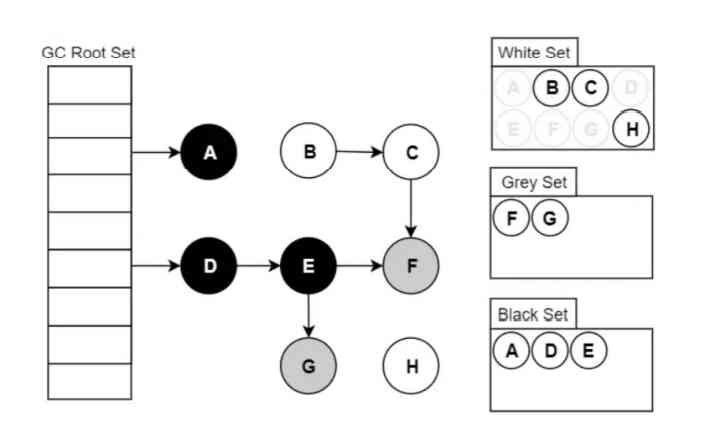 GC Root Set
White Set
A B C D
E F G H
A B C
Grey Set
F G
D E F
Black Set
A D E
G H